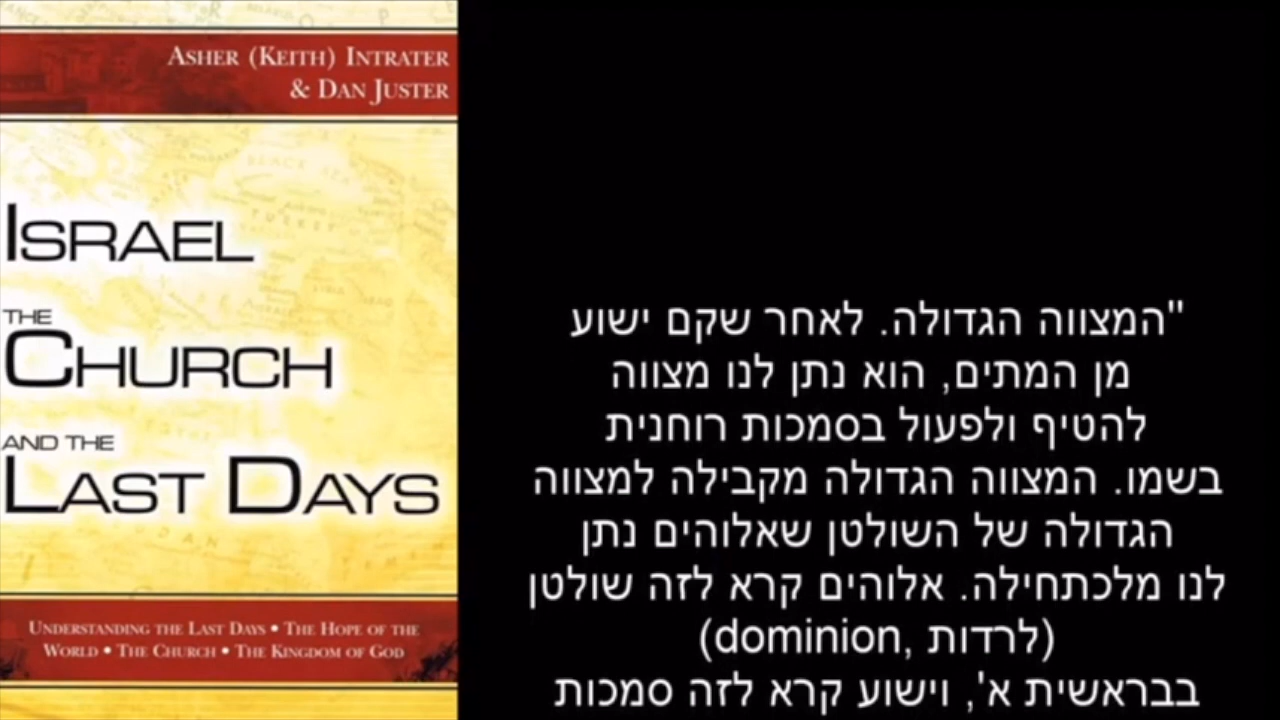 ASHER (KEITH) INTRATER
& DAN JUSTER
ISRAEL
THE
CHURCH
AND THE
LAST DAYS
UNDERSTANDING THE LAST DAYS • THE HOPE OF THE
WORLD • THE CHURCH • THE KINGDOM OF GOD
"המצווה הגדולה. לאחר שקם ישוע
מן המתים, הוא נתן לנו מצווה
להטיף ולפעול בסמכות רוחנית
בשמו. המצווה הגדולה מקבילה למצווה
הגדולה של השולטן שאלוהים נתן
לנו מלכתחילה. אלוהים קרא לזה שולטן
(לרדות, dominion)
בבראשית א', וישוע קרא לזה סמכות